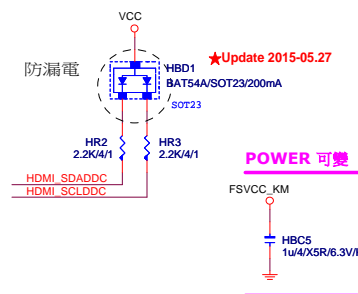 VCC
★Update 2015-05.27
防漏電
HBD1
BAT54A/SOT23/200mA
SOT23
HR2
2.2K/4/1
HR3
2.2K/4/1
HDMI_SDADDC
HDMI_SCLDDC
POWER 可變
FSVCC_KM
HBC5
1u/4/X5R/6.3V/